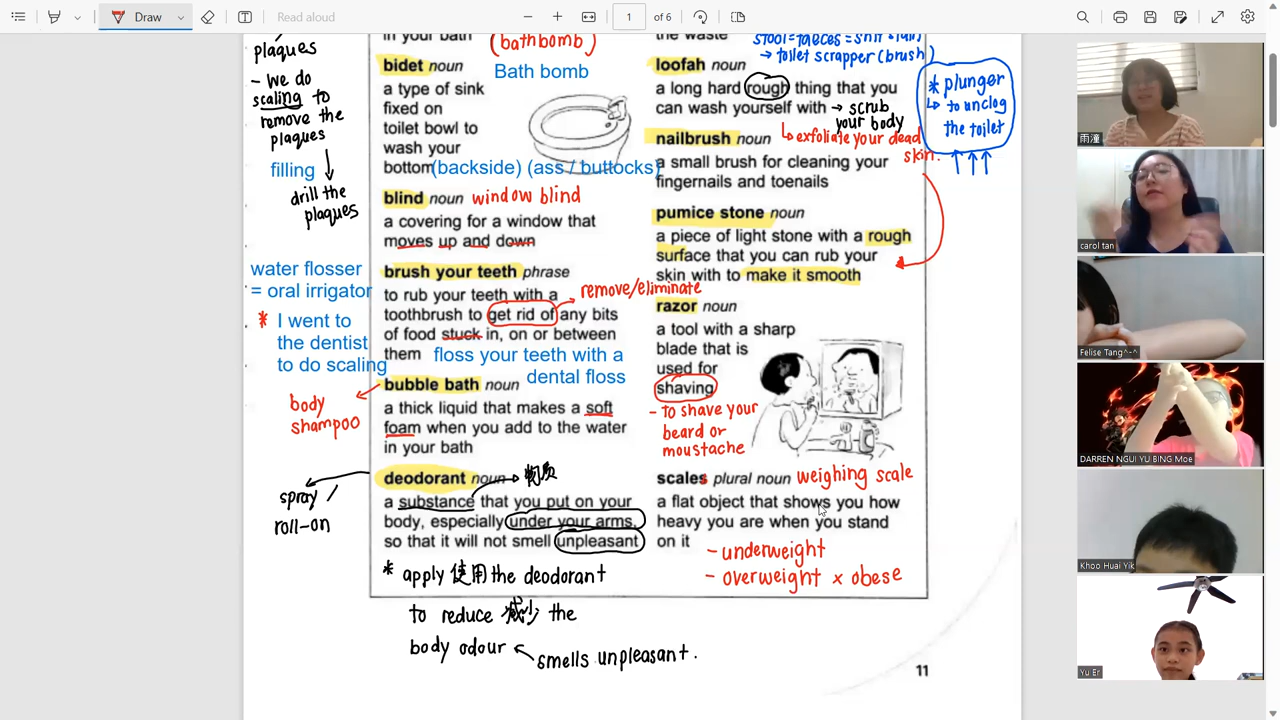 Draw
Read aloud
1
of 6
plaques
- We do
scaling to
remove the
plaques
filling
drill the
plaques
water flosser
= oral irrigator
* I went to
the dentist
to do scaling
body
shampoo
spray /
roll-on
in your bath
(bathbomb)
bidet noun
Bath bomb
a type of sink
fixed on
toilet bowl to
wash your
bottom (backside) (ass / buttocks)
blind noun window blind
a covering for a window that
moves up and down
brush your teeth phrase
to rub your teeth with a
remove/eliminate
toothbrush to get rid of any bits
of food stuck in, on or between
them floss your teeth with a
dental floss
bubble bath noun
a thick liquid that makes a soft
foam when you add to the water
in your bath
deodorant noun 物质
a substance that you put on your
body, especially under your arms,
so that it will not smell unpleasant
* apply 使用 the deodorant
to reduce 减少 the
body odour
smells unpleasant.
the waste
→ toilet scrapper (brush)
loofah noun
a long hard rough thing that you
can wash yourself with → scrub
your body
nailbrush noun
exfoliate your dead
skin.
a small brush for cleaning your
fingernails and toenails
pumice stone noun
a piece of light stone with a rough
surface that you can rub your
skin with to make it smooth
razor noun
a tool with a sharp
blade that is
used for
shaving
- to shave your
beard or
moustache
scales plural noun weighing scale
a flat object that shows you how
heavy you are when you stand
on it
- underweight
- overweight x obese
* plunger
to unclog
the toilet
11
雨潼
carol tan
Felise Tang^-^
DARREN NGUI YU BING Moe
Khoo Huai Yik
Yu Er